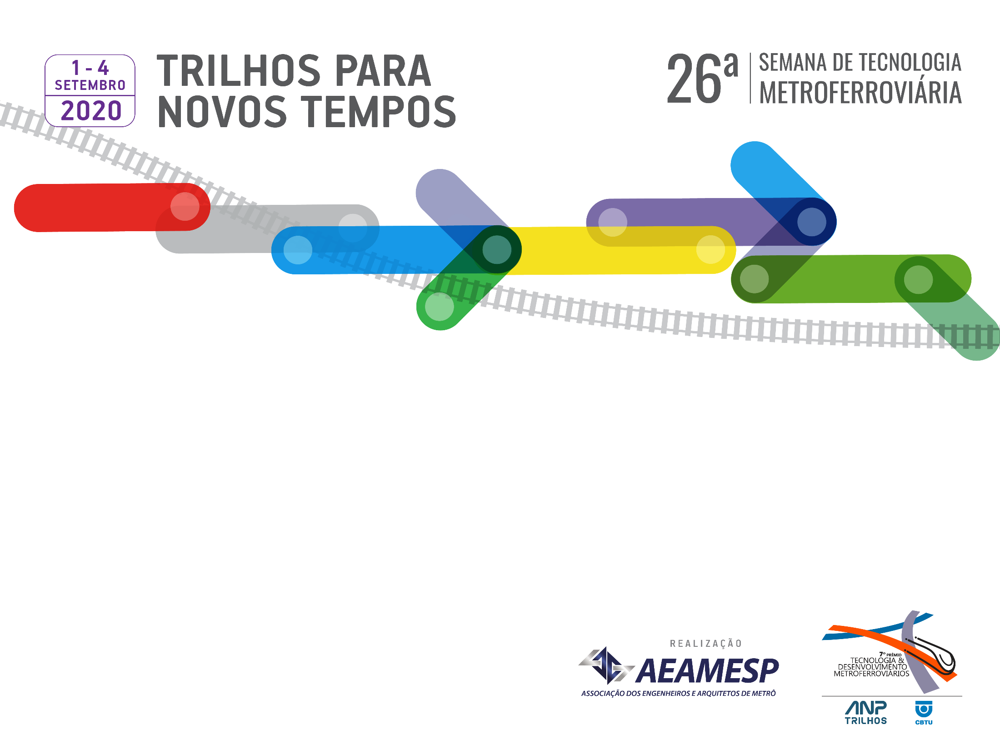 1 - 4
SETEMBRO
2020
TRILHOS PARA
NOVOS TEMPOS
26ª
SEMANA DE TECNOLOGIA
METROFERROVIÁRIA
REALIZAÇÃO
AEAMESP
ASSOCIAÇÃO DOS ENGENHEIROS E ARQUITETOS DE METRÔ
7º PRÊMIO
TECNOLOGIA &
DESENVOLVIMENTO
METROFERROVIÁRIOS
ANP
TRILHOS
CBTU